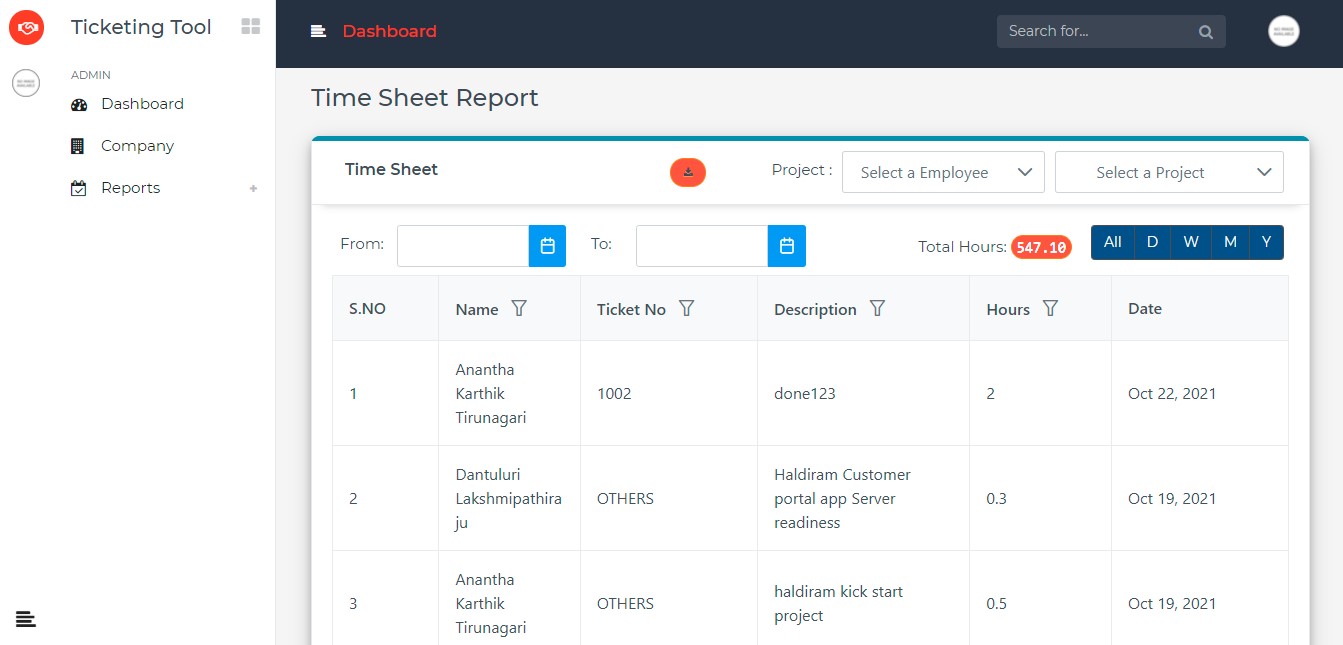 Ticketing Tool
ADMIN
Dashboard
Company
Reports
+
Dashboard
Search for...
Time Sheet Report
Time Sheet
Project :
Select a Employee
Select a Project
From:
To:
Total Hours: 547.10
All D W M Y
S.NO
Name
Ticket No
Description
Hours
Date
1
Anantha
Karthik
Tirunagari
1002
done123
2
Oct 22, 2021
2
Dantuluri
Lakshmipathira
ju
OTHERS
Haldiram Customer
portal app Server
readiness
0.3
Oct 19, 2021
3
Anantha
Karthik
Tirunagari
OTHERS
haldiram kick start
project
0.5
Oct 19, 2021